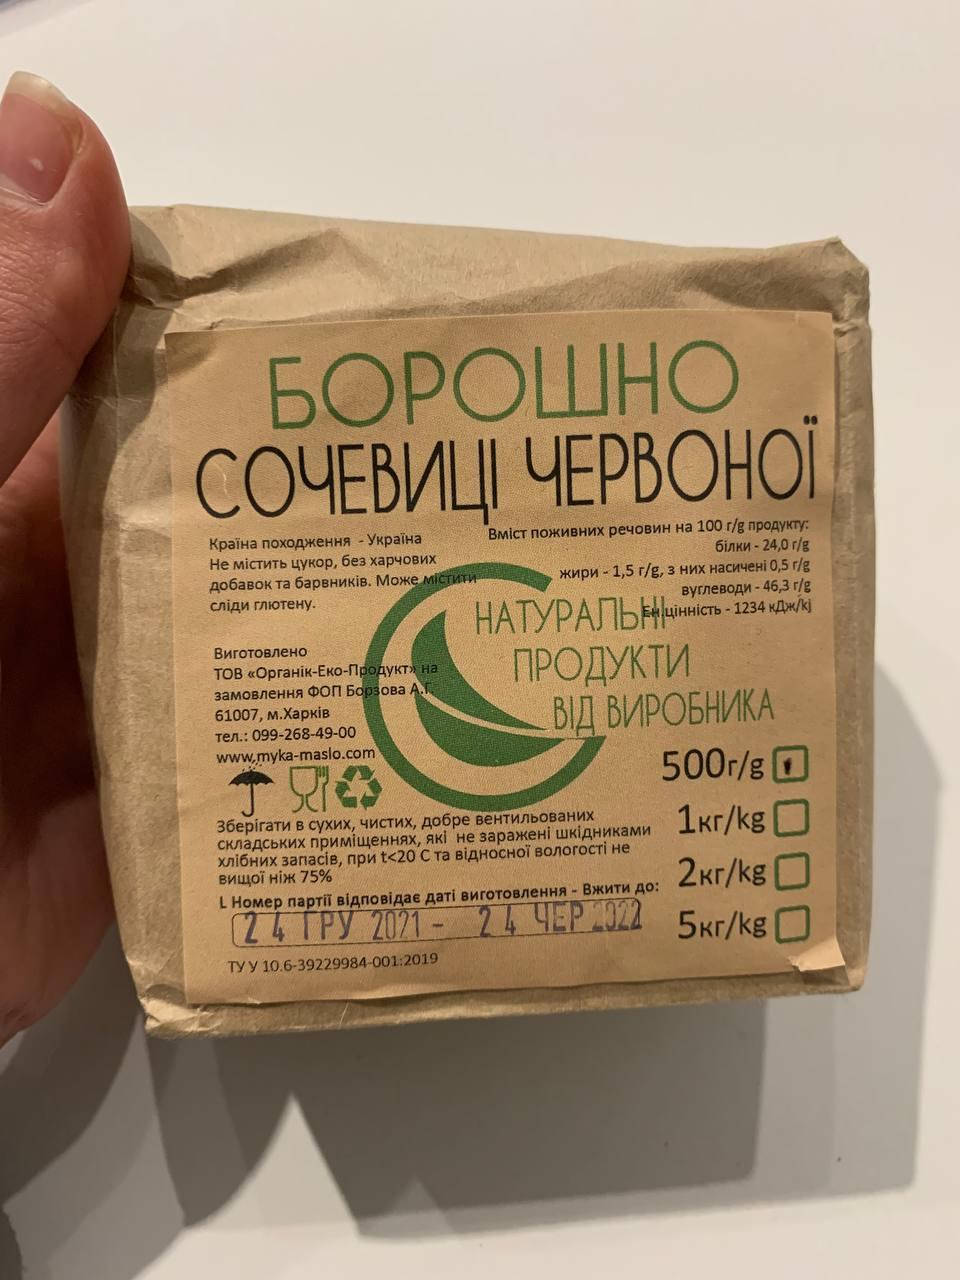 БОРОШНО
СОЧЕВИЦІ ЧЕРВОНОЇ
Країна походження - Україна
Не містить цукор, без харчових
добавок та барвників. Може містити
сліди глютену.
Вміст поживних речовин на 100 г/g продукту:
білки - 24,0 г/g
жири - 1,5 г/g, з них насичені 0,5 г/g
вуглеводи - 46,3 г/g
Ен.цінність - 1234 кДж/kj
НАТУРАЛЬНІ
ПРОДУКТИ
ВІД ВИРОБНИКА
Виготовлено
ТОВ «Органік-Еко-Продукт» на
замовлення ФОП Борзова А.Г.
61007, м.Харків
тел.: 099-268-49-00
www.myka-maslo.com
500г/g
1кг/kg
2кг/kg
5кг/kg
Зберігати в сухих, чистих, добре вентильованих
складських приміщеннях, які не заражені шкідниками
хлібних запасів, при t<20 С та відносної вологості не
вищої ніж 75%
L Номер партії відповідає даті виготовлення - Вжити до:
24 ГРУ 2021 - 24 ЧЕР 2022
ТУ У 10.6-39229984-001:2019